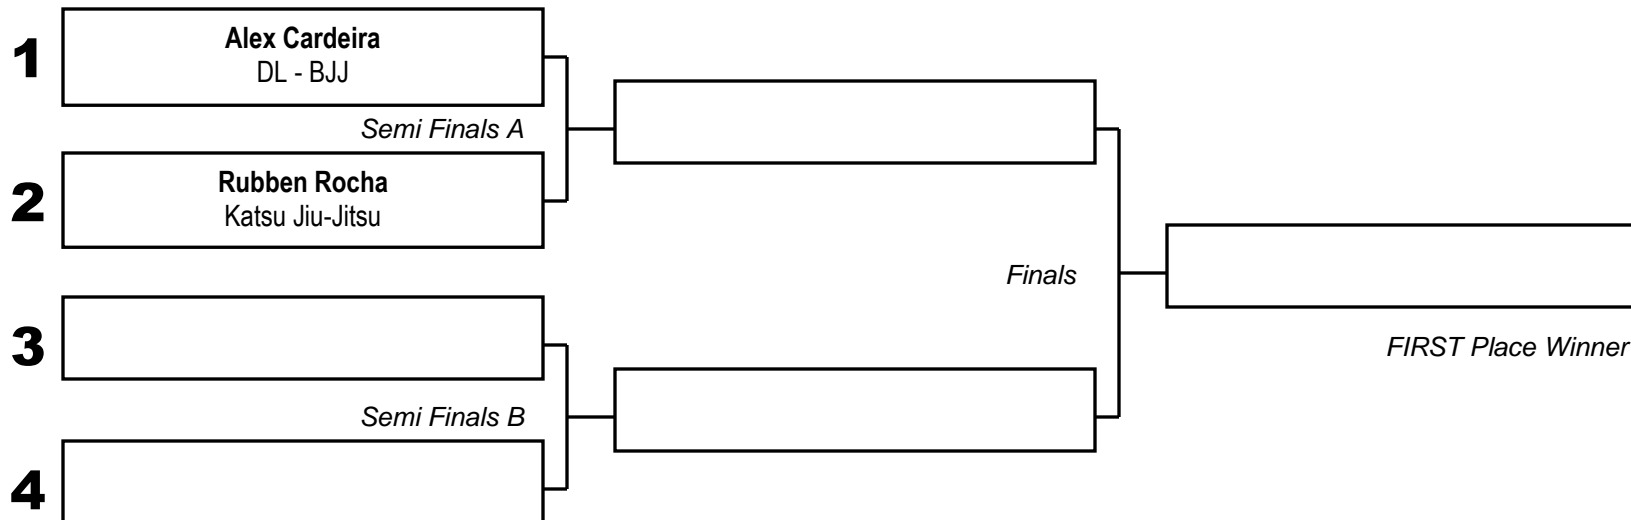 1
Alex Cardeira
DL - BJJ
Semi Finals A
2
Rubben Rocha
Katsu Jiu-Jitsu
Finals
3
FIRST Place Winner
Semi Finals B
4